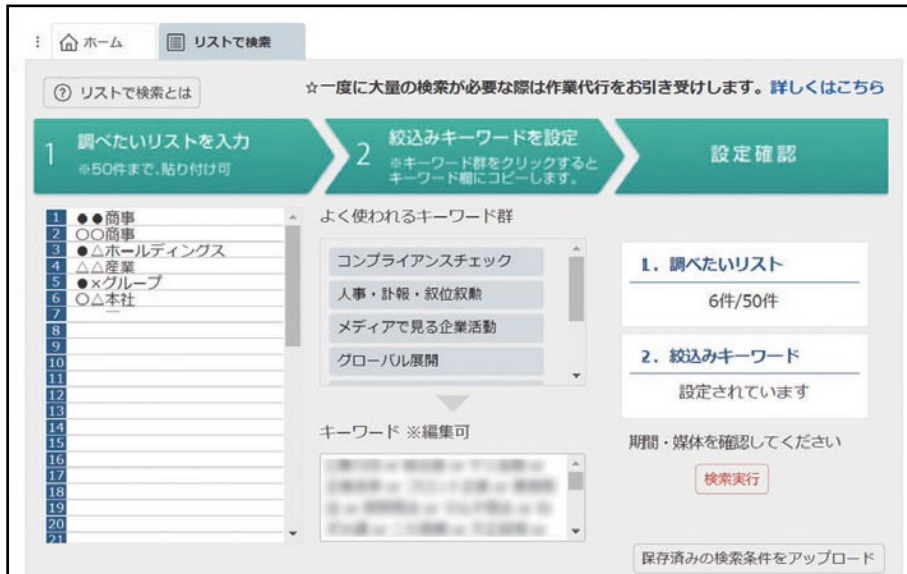 ホーム
リストで検索
リストで検索とは
☆一度に大量の検索が必要な際は作業代行をお引き受けします。詳しくはこちら
1 調べたいリストを入力
※50件まで、貼り付け可
2 絞込みキーワードを設定
※キーワード群をクリックすると
キーワード欄にコピーします。
設定確認
1 ●●商事
2 〇〇商事
3 ●△ホールディングス
4 △△産業
5 ●×グループ
6 〇△本社
7
8
9
10
11
12
13
14
15
16
17
18
19
20
21
よく使われるキーワード群
コンプライアンスチェック
人事・訃報・叙位叙勲
メディアで見る企業活動
グローバル展開
キーワード ※編集可
1. 調べたいリスト
6件/50件
2. 絞込みキーワード
設定されています
期間・媒体を確認してください
検索実行
保存済みの検索条件をアップロード